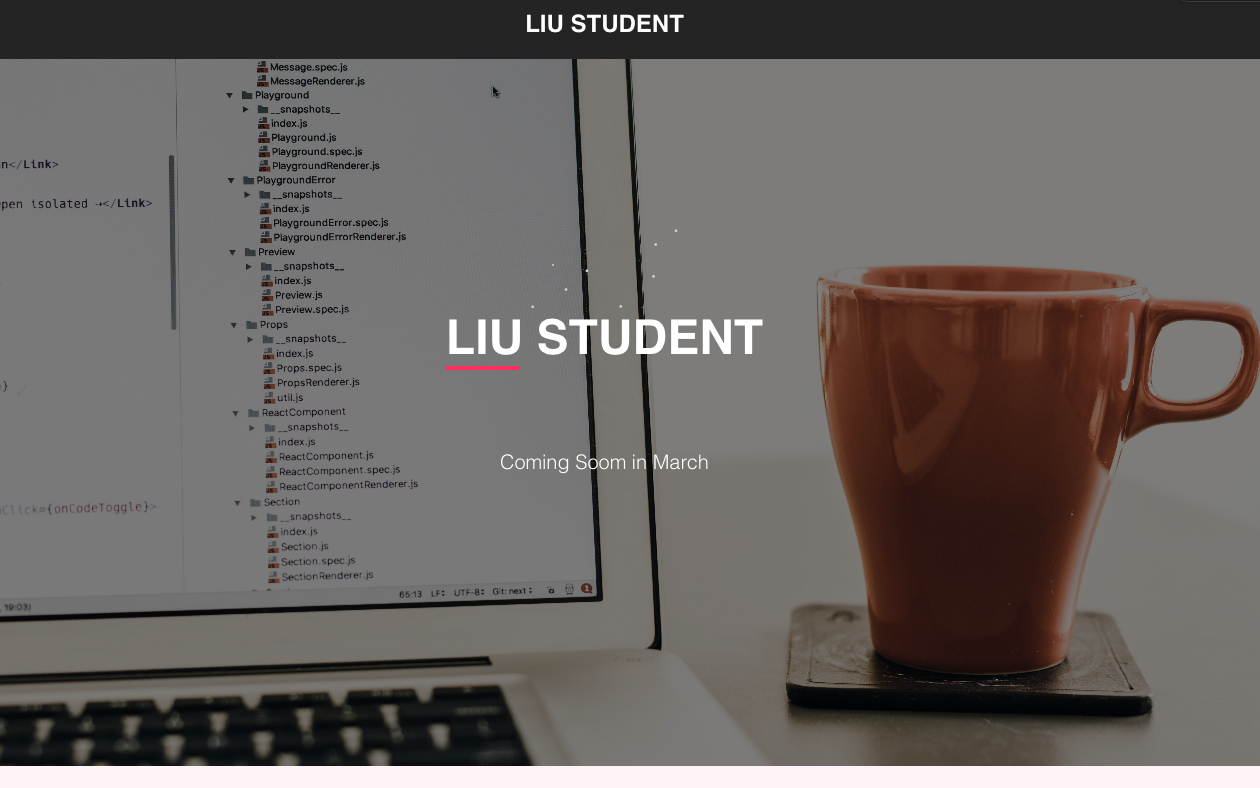 LIU STUDENT
Message.spec.js
MessageRenderer.js
Playground
__snapshots__
index.js
Playground.js
Playground.spec.js
PlaygroundRenderer.js
PlaygroundError
__snapshots__
index.js
PlaygroundError.spec.js
PlaygroundErrorRenderer.js
Preview
__snapshots__
index.js
Preview.js
Preview.spec.js
Props
__snapshots__
index.js
Props.spec.js
PropsRenderer.js
util.js
ReactComponent
__snapshots__
index.js
ReactComponent.js
ReactComponent.spec.js
ReactComponentRenderer.js
Section
__snapshots__
index.js
Section.js
Section.spec.js
SectionRenderer.js
n</Link>
pen isolated →</Link>
}
Click={onCodeToggle}>
19:03)
65:13 LF UTF-8 Git: next 1
LIU STUDENT
Coming Soom in March